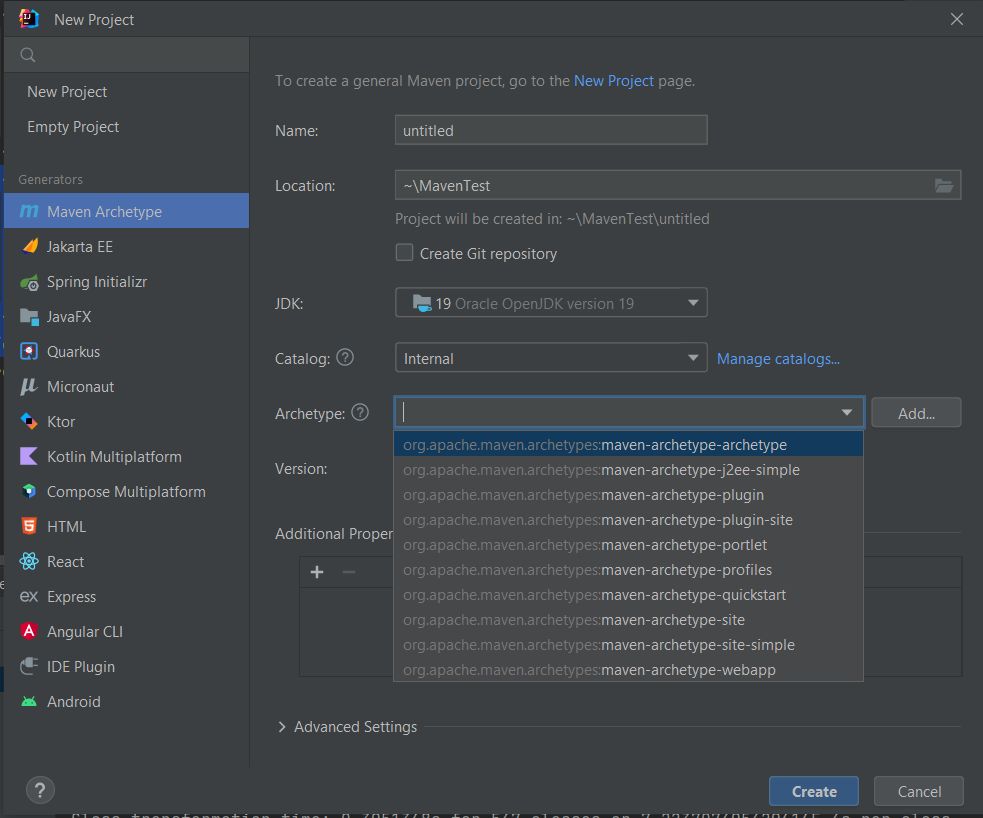 New Project
New Project
Empty Project
Generators
Maven Archetype
Jakarta EE
Spring Initializr
JavaFX
Quarkus
Micronaut
Ktor
Kotlin Multiplatform
Compose Multiplatform
HTML
React
Express
Angular CLI
IDE Plugin
Android
To create a general Maven project, go to the New Project page.
Name: untitled
Location: ~\MavenTest
Project will be created in: ~\MavenTest\untitled
Create Git repository
JDK: 19 Oracle OpenJDK version 19
Catalog: ? Internal Manage catalogs...
Archetype: ? Add...
org.apache.maven.archetypes:maven-archetype-archetype
org.apache.maven.archetypes:maven-archetype-j2ee-simple
org.apache.maven.archetypes:maven-archetype-plugin
org.apache.maven.archetypes:maven-archetype-plugin-site
org.apache.maven.archetypes:maven-archetype-portlet
org.apache.maven.archetypes:maven-archetype-profiles
org.apache.maven.archetypes:maven-archetype-quickstart
org.apache.maven.archetypes:maven-archetype-site
org.apache.maven.archetypes:maven-archetype-site-simple
org.apache.maven.archetypes:maven-archetype-webapp
Version:
Additional Proper
Advanced Settings
? Create Cancel